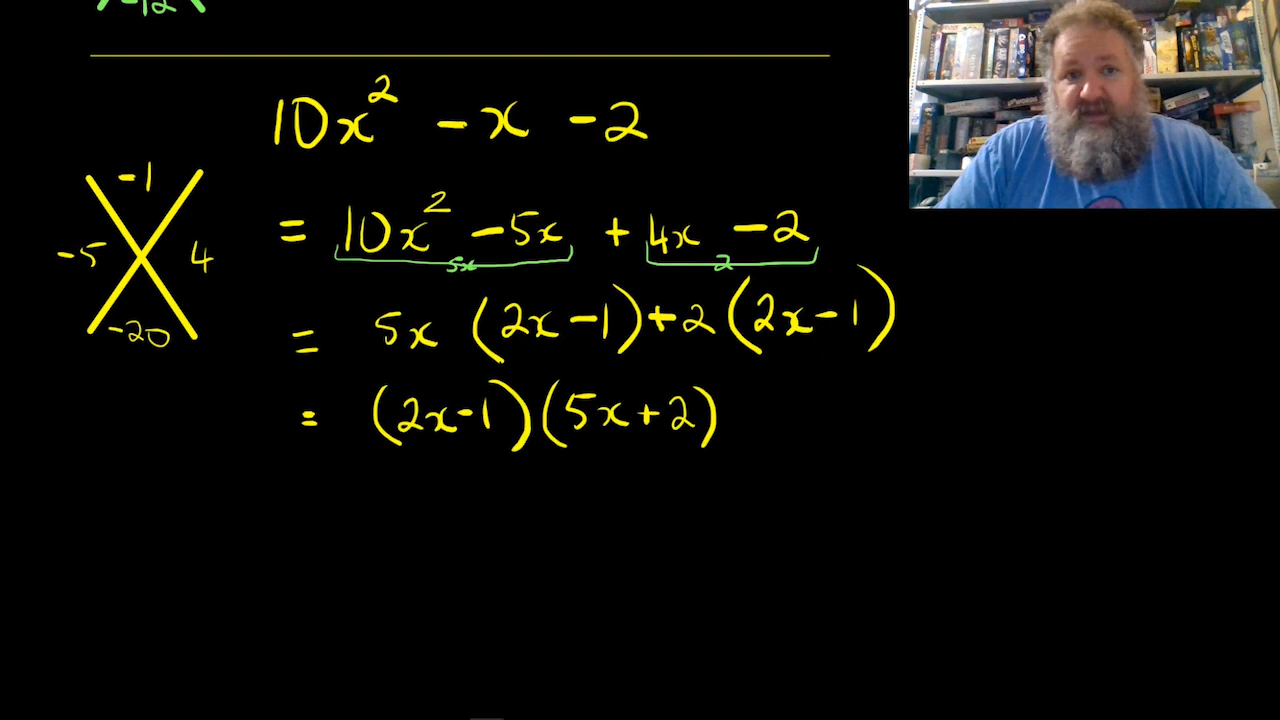 -12
10x² - x - 2
-1
-5 4
-20
= 10x² - 5x + 4x - 2
5x 2
= 5x (2x - 1) + 2 (2x - 1)
= (2x - 1)(5x + 2)